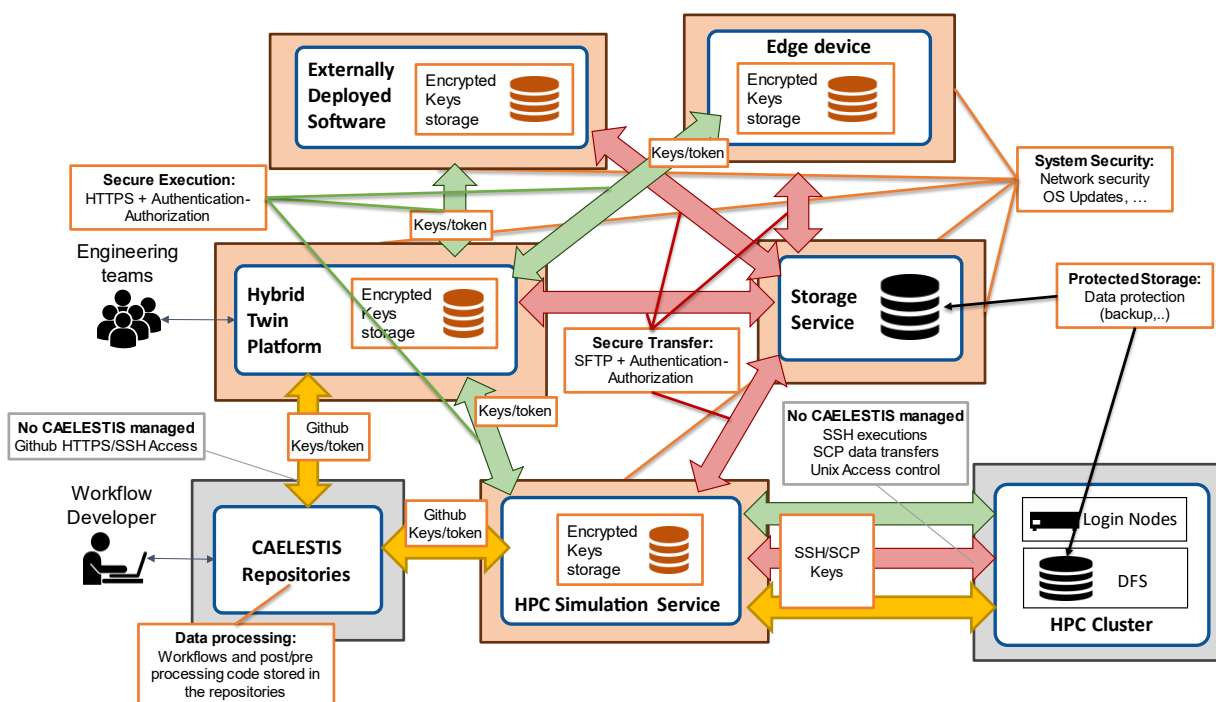 Externally
Deployed
Software
Encrypted
Keys
storage
Edge device
Encrypted
Keys
storage
Keys/token
Secure Execution:
HTTPS + Authentication-
Authorization
System Security:
Network security
OS Updates, …
Keys/token
Engineering
teams
Hybrid
Twin
Platform
Encrypted
Keys
storage
Storage
Service
Protected Storage:
Data protection
(backup,..)
Secure Transfer:
SFTP + Authentication-
Authorization
Keys/token
No CAELESTIS managed
Github HTTPS/SSH Access
Github
Keys/token
No CAELESTIS managed
SSH executions
SCP data transfers
Unix Access control
Workflow
Developer
CAELESTIS
Repositories
Github
Keys/token
Encrypted
Keys
storage
HPC Simulation Service
SSH/SCP
Keys
Login Nodes
DFS
HPC Cluster
Data processing:
Workflows and post/pre
processing code stored in
the repositories